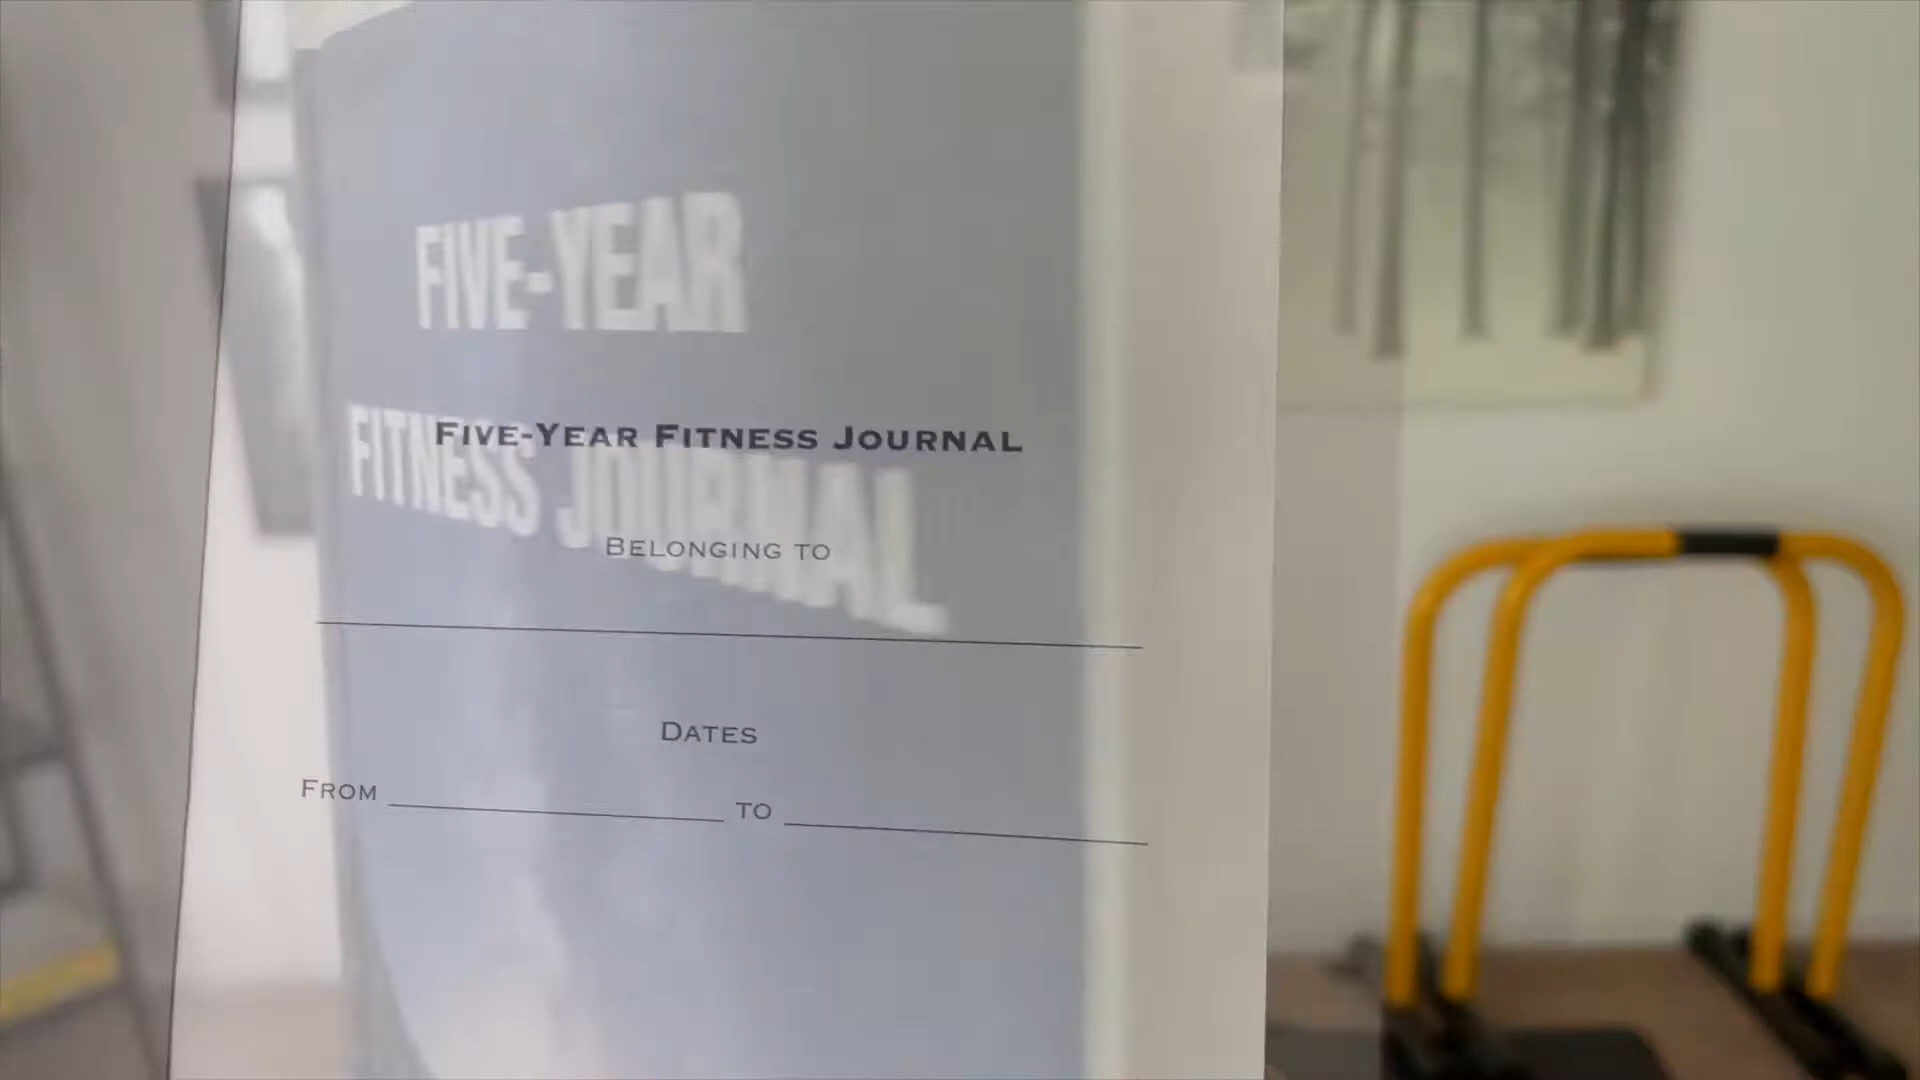 FIVE-YEAR
FITNESS JOURNAL
FIVE-YEAR FITNESS JOURNAL
BELONGING TO
DATES
FROM TO